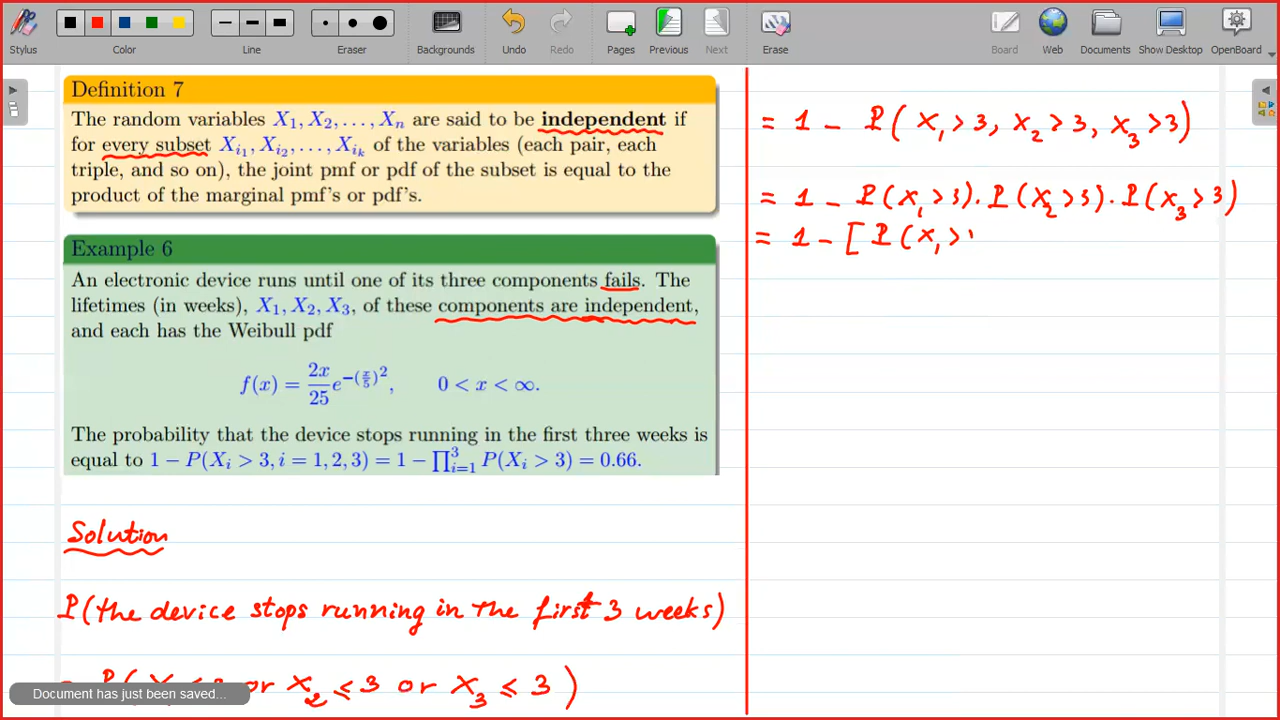 Stylus
Color
Line
Eraser
Backgrounds
Undo
Redo
Pages
Previous
Next
Erase
Board
Web
Documents
Show Desktop
OpenBoard
Definition 7
The random variables X₁, X₂, . . . , Xₙ are said to be independent if
for every subset X_{i₁}, X_{i₂}, . . . , X_{iₖ} of the variables (each pair, each
triple, and so on), the joint pmf or pdf of the subset is equal to the
product of the marginal pmf's or pdf's.
Example 6
An electronic device runs until one of its three components fails. The
lifetimes (in weeks), X₁, X₂, X₃, of these components are independent,
and each has the Weibull pdf
f(x) = 2x/25 e^{-(x/5)^2}, 0 < x < ∞.
The probability that the device stops running in the first three weeks is
equal to 1 − P(Xᵢ > 3, i = 1, 2, 3) = 1 − ∏_{i=1}^{3} P(Xᵢ > 3) = 0.66.
Solution
P(the device stops running in the first 3 weeks)
or X₂ ≤ 3 or X₃ ≤ 3)
Document has just been saved...
= 1 − P(X₁ > 3, X₂ > 3, X₃ > 3)
= 1 − P(X₁ > 3) · P(X₂ > 3) · P(X₃ > 3)
= 1 − [P(X₁ >